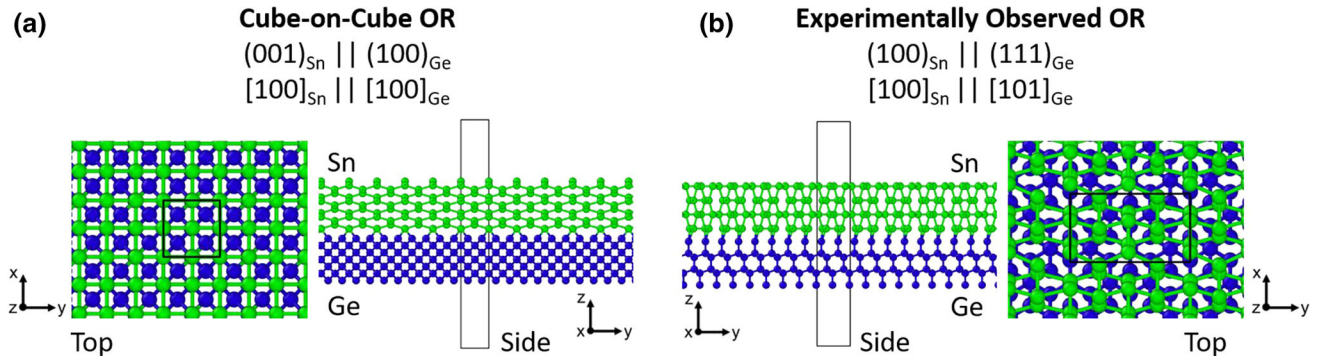 (a)
Cube-on-Cube OR
(001)Sn || (100)Ge
[100]Sn || [100]Ge
Sn
Ge
x
z
y
Top
z
x
y
Side
(b)
Experimentally Observed OR
(100)Sn || (111)Ge
[100]Sn || [101]Ge
Sn
Ge
z
x
y
Side
x
z
y
Top